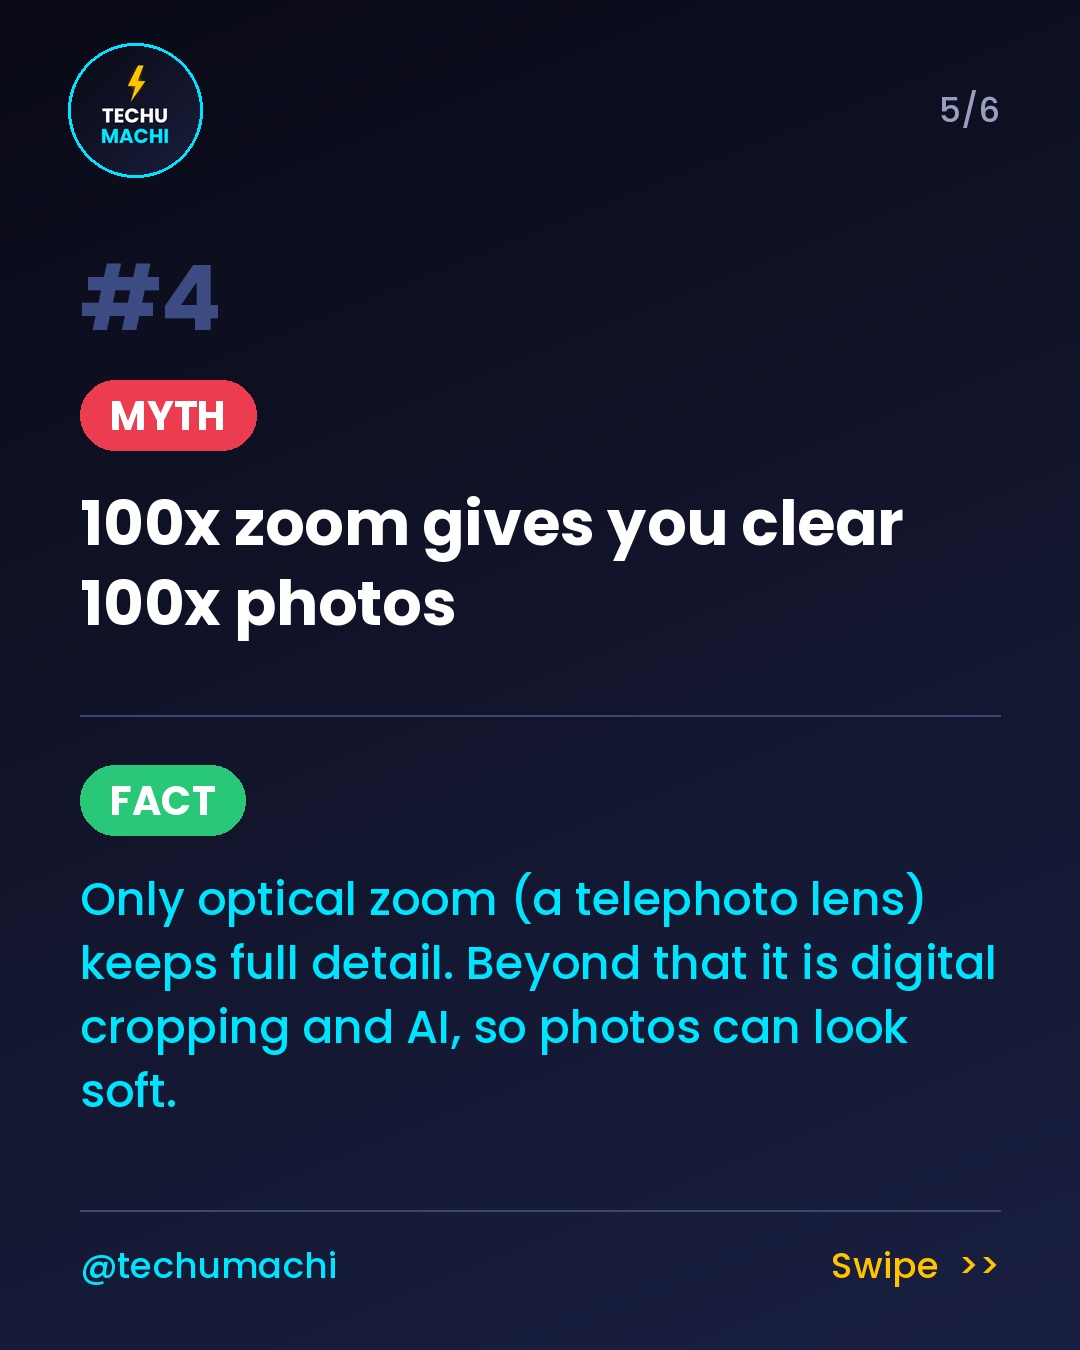 TECHU
MACHI
5/6
#4
MYTH
100x zoom gives you clear
100x photos
FACT
Only optical zoom (a telephoto lens)
keeps full detail. Beyond that it is digital
cropping and AI, so photos can look
soft.
@techumachi
Swipe >>